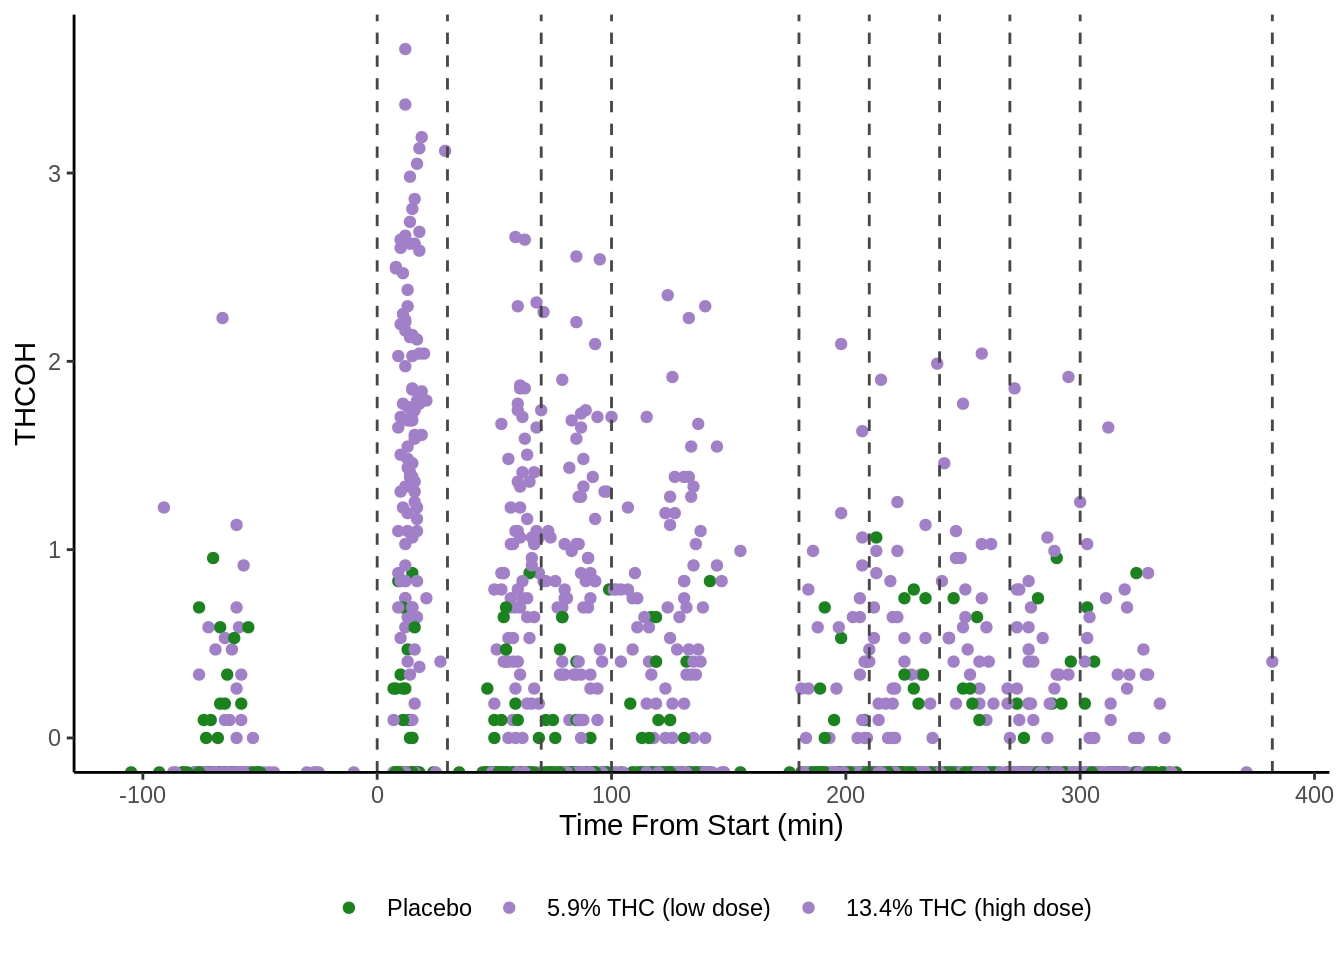 3
2
1
0
THCOH
-100
0
100
200
300
400
Time From Start (min)
Placebo
5.9% THC (low dose)
13.4% THC (high dose)